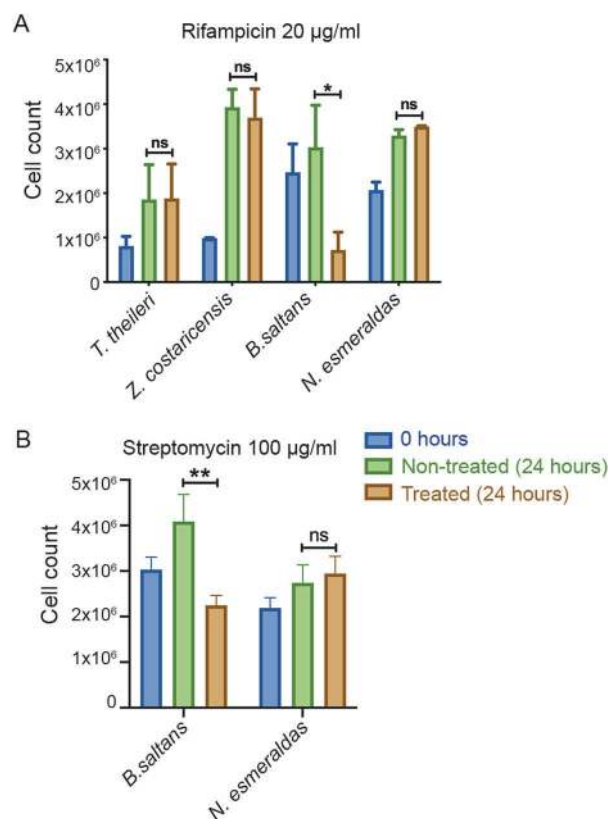 A
Rifampicin 20 µg/ml
5x10⁶
4x10⁶
3x10⁶
2x10⁶
1x10⁶
0
Cell count
ns
ns
*
ns
T. theileri
Z. costaricensis
B.saltans
N. esmeraldas
B
Streptomycin 100 µg/ml
0 hours
Non-treated (24 hours)
Treated (24 hours)
5x10⁶
4x10⁶
3x10⁶
2x10⁶
1x10⁶
0
Cell count
**
ns
B.saltans
N. esmeraldas